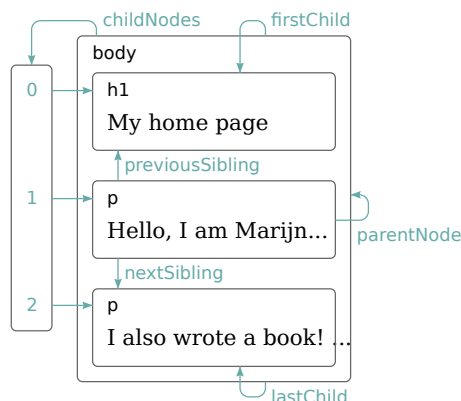 childNodes
firstChild
body
0
h1
My home page
previousSibling
1
p
Hello, I am Marijn...
parentNode
nextSibling
2
p
I also wrote a book! ...
lastChild